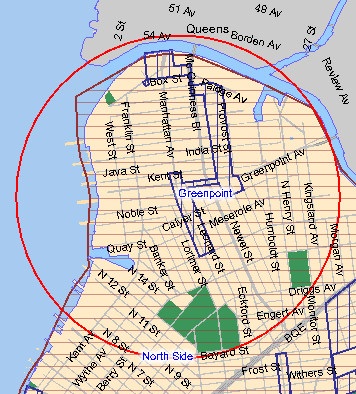 51 Av
48 Av
2 St
Queens
54 Av
Borden Av
27 St
Review Av
Box St
McGuinness Bl
Paidge Av
Provost St
Franklin St
Manhattan Av
West St
India St
Java St
Kent St
Greenpoint Av
Greenpoint
N Henry St
Kingsland Av
Noble St
Calyer St
Meserole Av
Humboldt St
Morgan Av
Quay St
Banker St
Lorimer St
Leonard St
Newel St
N 14 St
N 12 St
Driggs Av
N 11 St
Eckford St
Engert Av
Monitor St
BQE
N 8 St
Kent Av
Bayard St
North Side
Wythe Av
Berry St
N 7 St
N 9 St
Frost St
Withers St